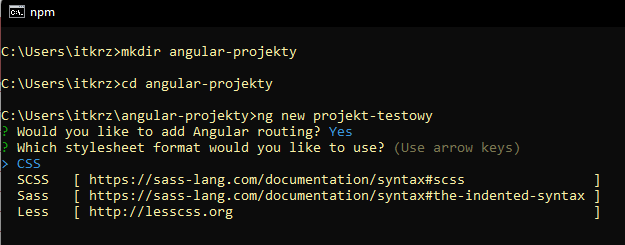 npm
C:\Users\itkrz>mkdir angular-projekty
C:\Users\itkrz>cd angular-projekty
C:\Users\itkrz\angular-projekty>ng new projekt-testowy
? Would you like to add Angular routing? Yes
? Which stylesheet format would you like to use? (Use arrow keys)
> CSS
SCSS   [ https://sass-lang.com/documentation/syntax#scss                ]
Sass   [ https://sass-lang.com/documentation/syntax#the-indented-syntax ]
Less   [ http://lesscss.org                                             ]